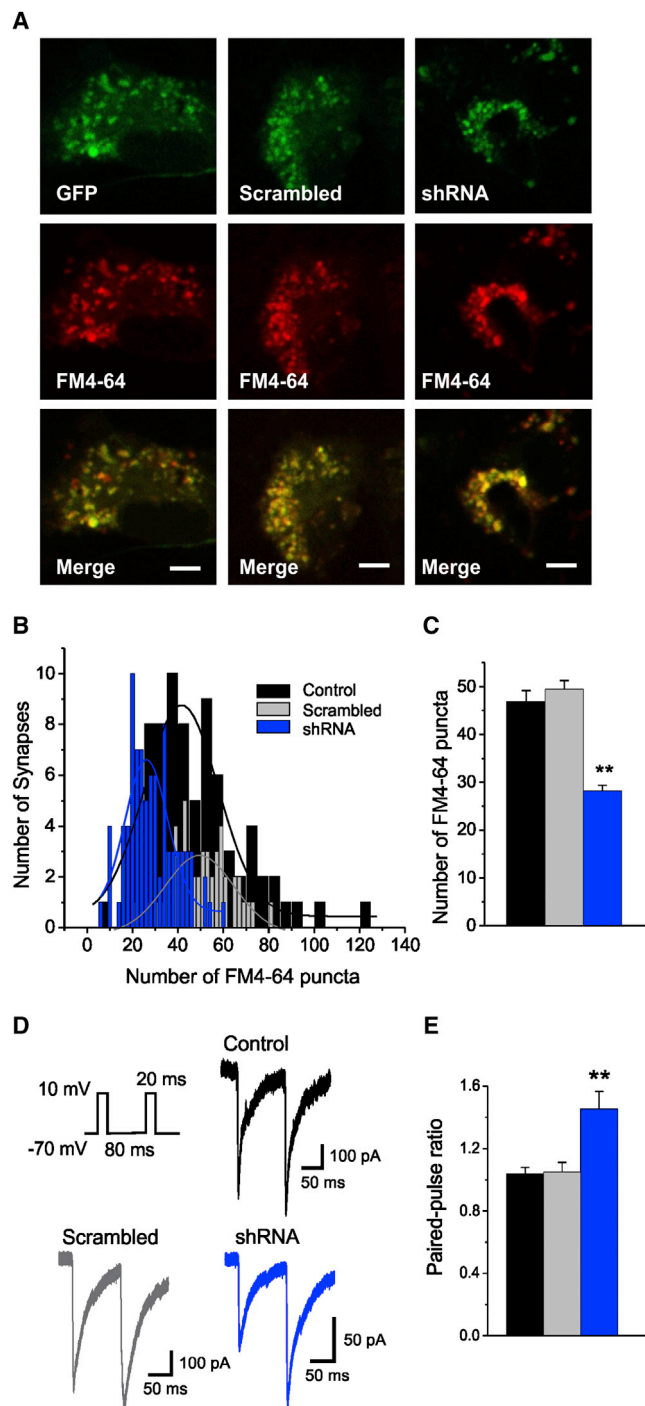 A
GFP
Scrambled
shRNA
FM4-64
FM4-64
FM4-64
Merge
Merge
Merge
B
10
8
6
4
2
0
Number of Synapses
Control
Scrambled
shRNA
0 20 40 60 80 100 120 140
Number of FM4-64 puncta
C
50
40
30
20
10
0
Number of FM4-64 puncta
**
D
10 mV
20 ms
-70 mV
80 ms
Control
100 pA
50 ms
Scrambled
100 pA
50 ms
shRNA
50 pA
50 ms
E
1.6
1.2
0.8
0.4
0.0
Paired-pulse ratio
**